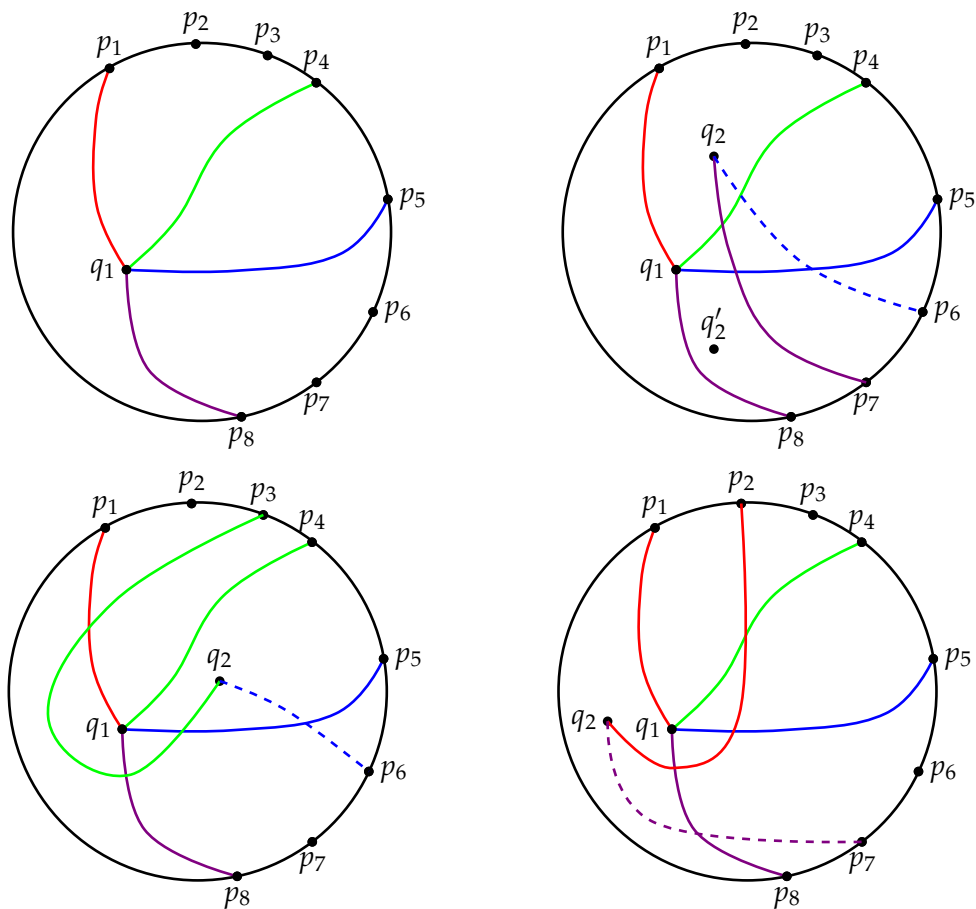 p1 p2 p3 p4 p5 p6 p7 p8 q1
p1 p2 p3 p4 p5 p6 p7 p8 q1 q2 q′2
p1 p2 p3 p4 p5 p6 p7 p8 q1 q2
p1 p2 p3 p4 p5 p6 p7 p8 q1 q2